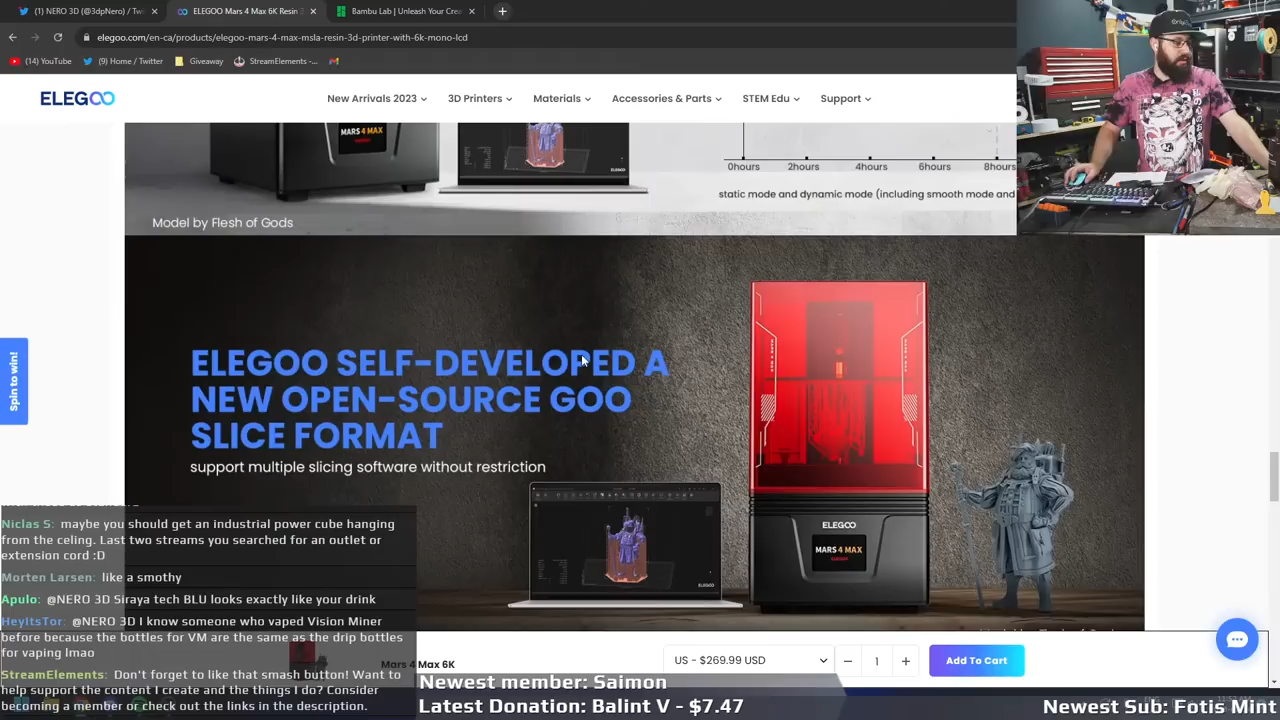 (1) NERO 3D (@3dpNero) / Tw
ELEGOO Mars 4 Max 6K Resin 3
Bambu Lab | Unleash Your Cre
elegoo.com/en-ca/products/elegoo-mars-4-max-msla-resin-3d-printer-with-6k-mono-lcd
(14) YouTube
(9) Home / Twitter
Giveaway
StreamElements -...
ELEGOO
New Arrivals 2023
3D Printers
Materials
Accessories & Parts
STEM Edu
Support
MARS 4 MAX
0hours
2hours
4hours
6hours
8hours
static mode and dynamic mode (including smooth mode and
Model by Flesh of Gods
Spin to win!
ELEGOO SELF-DEVELOPED A
NEW OPEN-SOURCE GOO
SLICE FORMAT
support multiple slicing software without restriction
ELEGOO
MARS 4 MAX
Niclas S: maybe you should get an industrial power cube hanging
from the celing. Last two streams you searched for an outlet or
extension cord :D
Morten Larsen: like a smothy
Apulo: @NERO 3D Siraya tech BLU looks exactly like your drink
HeyItsTor: @NERO 3D I know someone who vaped Vision Miner
before because the bottles for VM are the same as the drip bottles
for vaping lmao
StreamElements: Don't forget to like that smash button! Want to
help support the content I create and the things I do? Consider
becoming a member or check out the links in the description.
Mars 4 Max 6K
US - $269.99 USD
1
Add To Cart
Newest member: Saimon
Latest Donation: Balint V - $7.47
Newest Sub: Fotis Mint